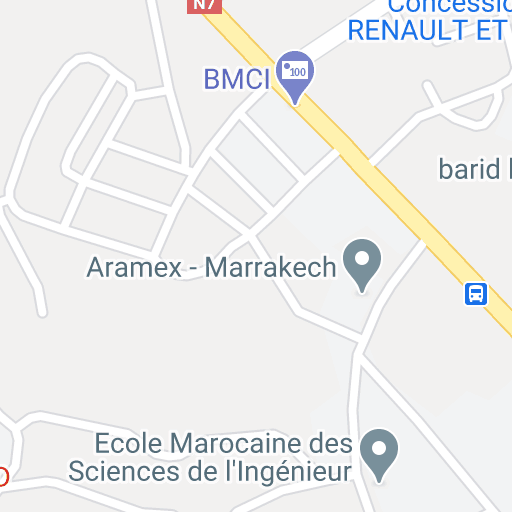 N7
Concessio
RENAULT ET
BMCI
100
barid
Aramex - Marrakech
Ecole Marocaine des
Sciences de l'Ingénieur
O